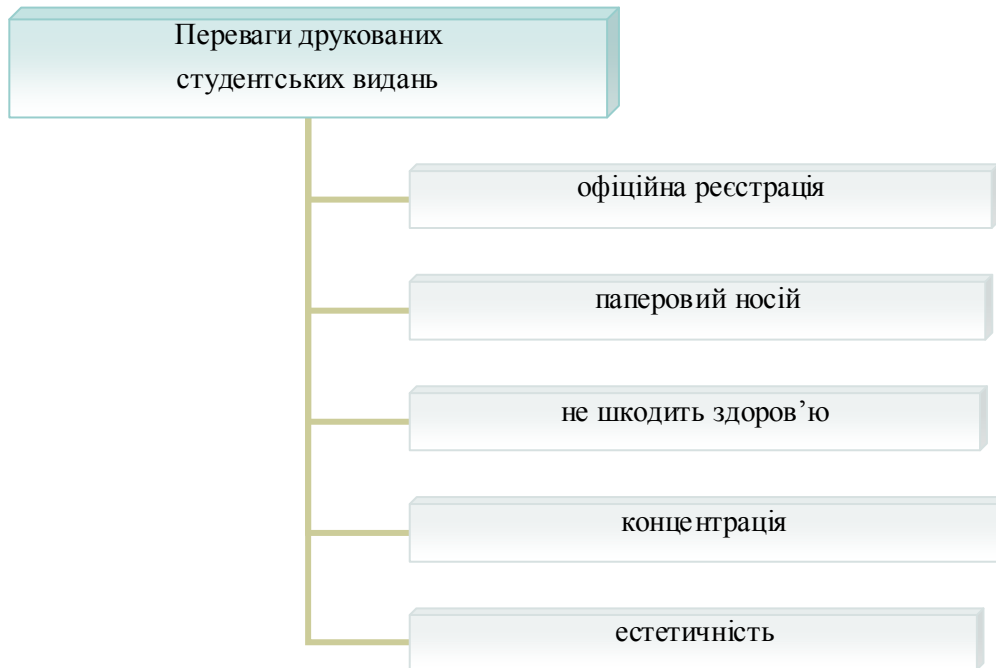 Переваги друкованих
студентських видань
офіційна реєстрація
паперовий носій
не шкодить здоров’ю
концентрація
естетичність